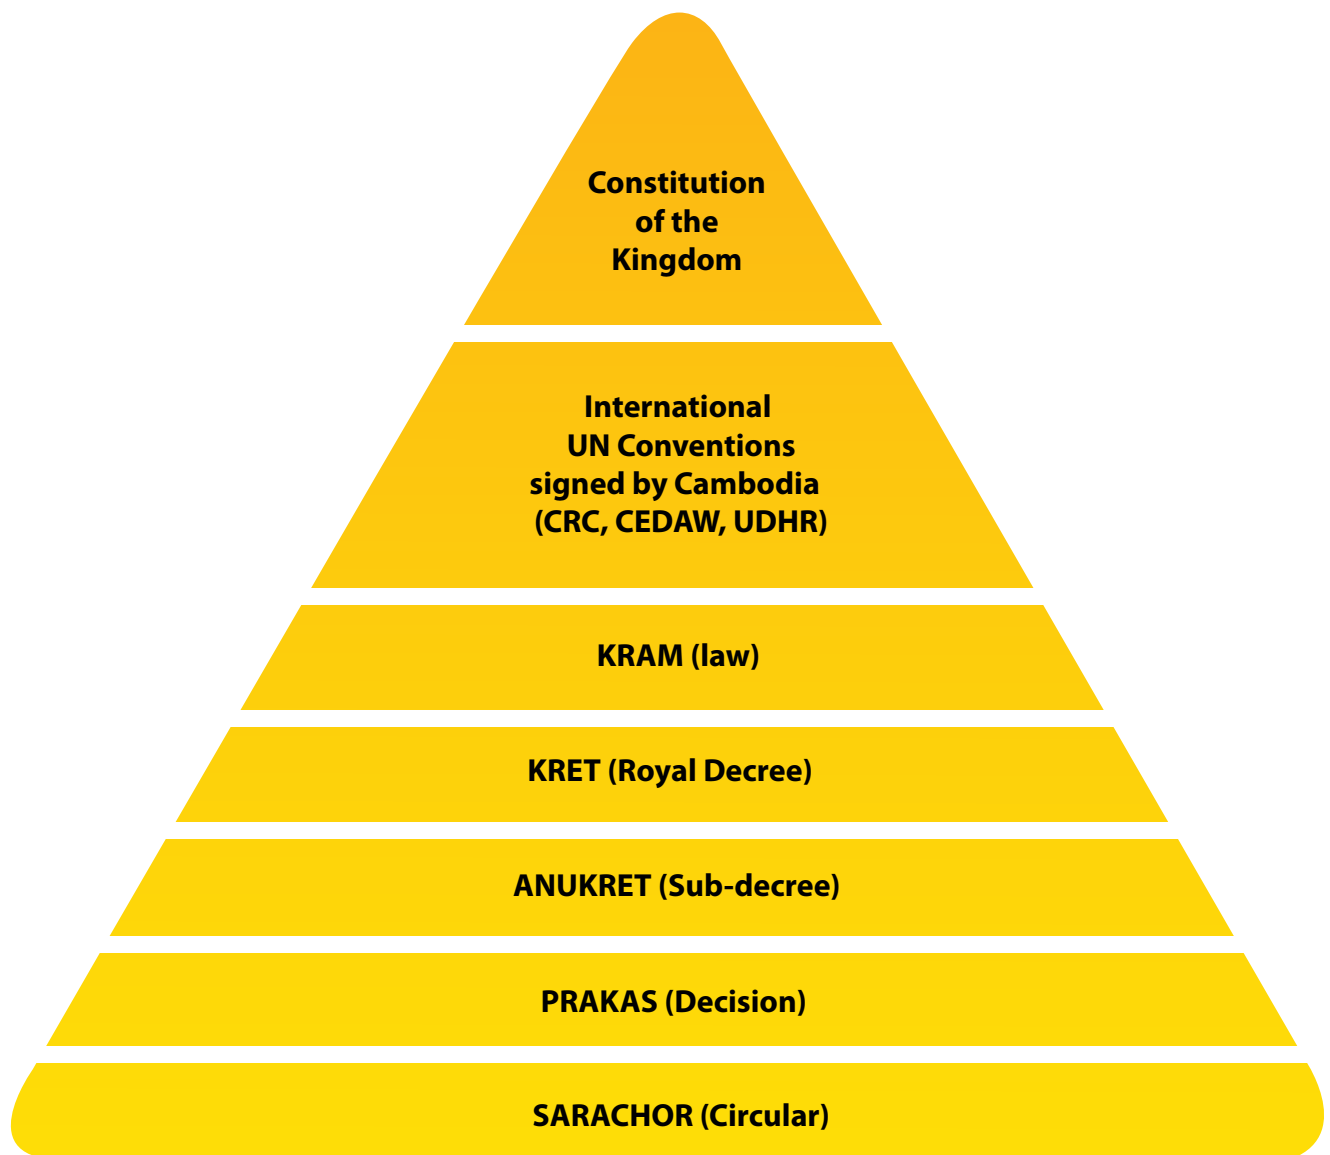 Constitution
of the
Kingdom
International
UN Conventions
signed by Cambodia
(CRC, CEDAW, UDHR)
KRAM (law)
KRET (Royal Decree)
ANUKRET (Sub-decree)
PRAKAS (Decision)
SARACHOR (Circular)